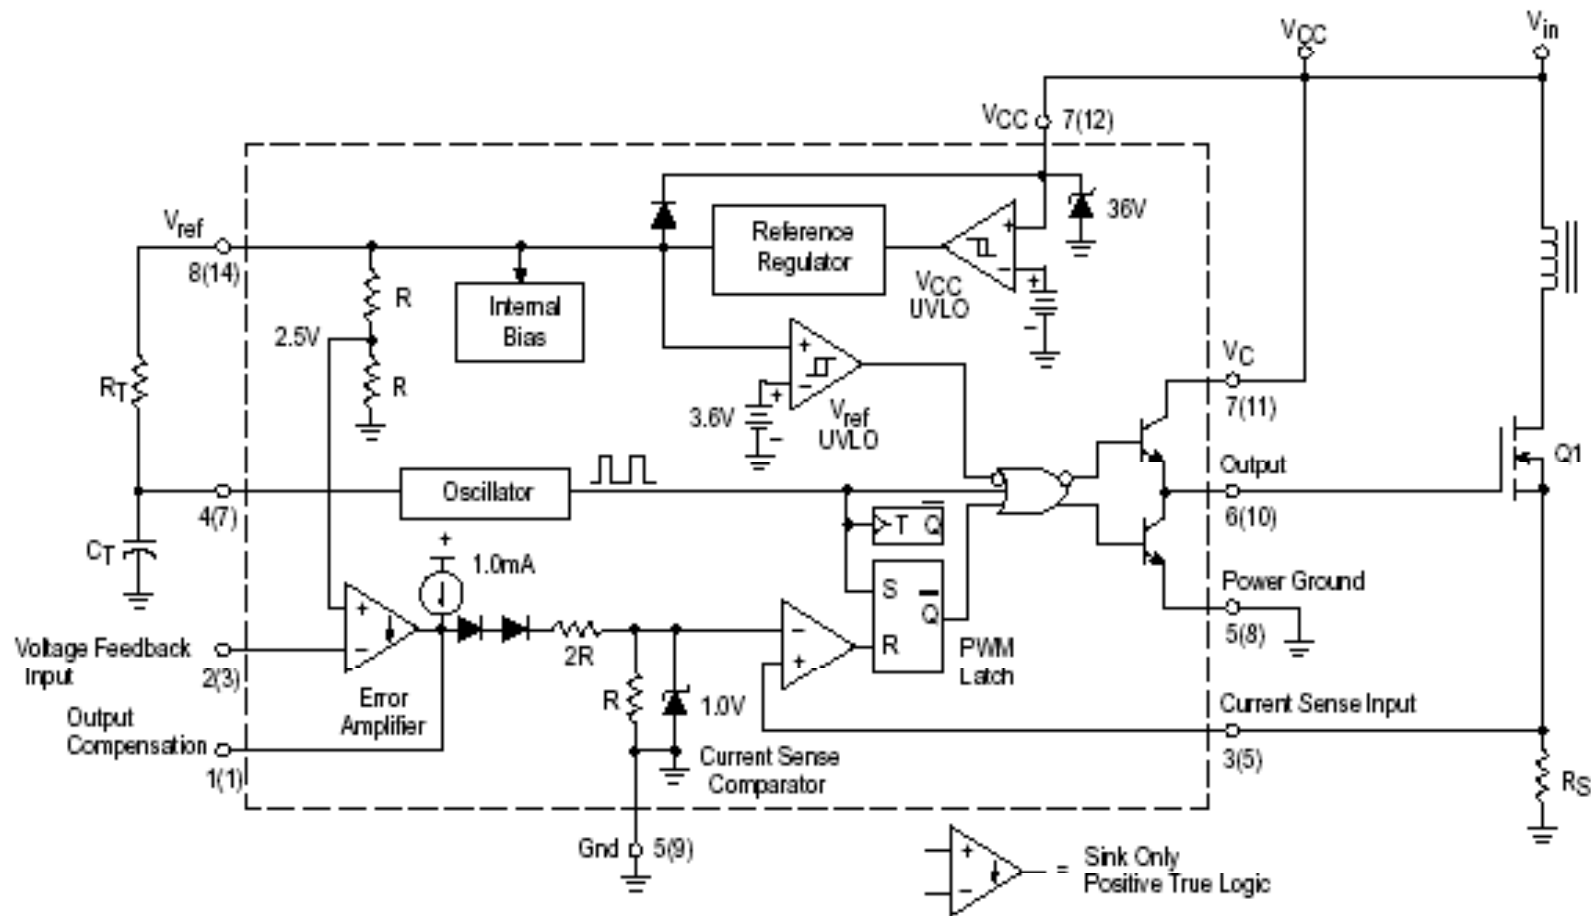 VCC
Vin
VCC 7(12)
Vref
8(14)
Reference
Regulator
+
−
VCC
UVLO
36V
+
−
R
Internal
Bias
2.5V
R
RT
+
−
3.6V
+
−
Vref
UVLO
VC
7(11)
Output
6(10)
Q1
4(7)
Oscillator
T Q
CT
+
1.0mA
S Q
R
PWM
Latch
Power Ground
5(8)
+
−
Voltage Feedback
Input
2(3)
Error
Amplifier
2R
R
1.0V
−
+
Current Sense Input
3(5)
Output
Compensation
1(1)
Current Sense
Comparator
RS
Gnd 5(9)
+
−
= Sink Only
Positive True Logic